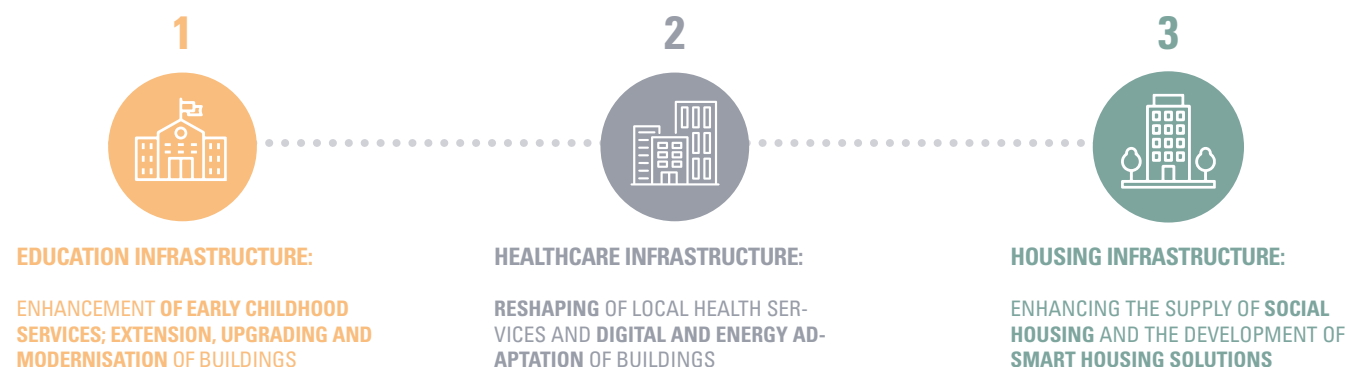 1
EDUCATION INFRASTRUCTURE:
ENHANCEMENT OF EARLY CHILDHOOD
SERVICES; EXTENSION, UPGRADING AND
MODERNISATION OF BUILDINGS
2
HEALTHCARE INFRASTRUCTURE:
RESHAPING OF LOCAL HEALTH SER-
VICES AND DIGITAL AND ENERGY AD-
APTATION OF BUILDINGS
3
HOUSING INFRASTRUCTURE:
ENHANCING THE SUPPLY OF SOCIAL
HOUSING AND THE DEVELOPMENT OF
SMART HOUSING SOLUTIONS